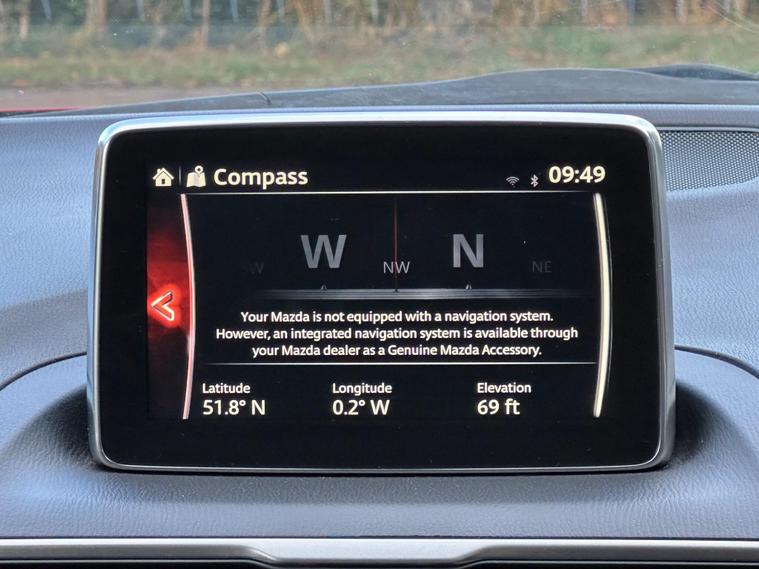 Compass 09:49
SW W NW N NE
Your Mazda is not equipped with a navigation system.
However, an integrated navigation system is available through
your Mazda dealer as a Genuine Mazda Accessory.
Latitude Longitude Elevation
51.8° N 0.2° W 69 ft